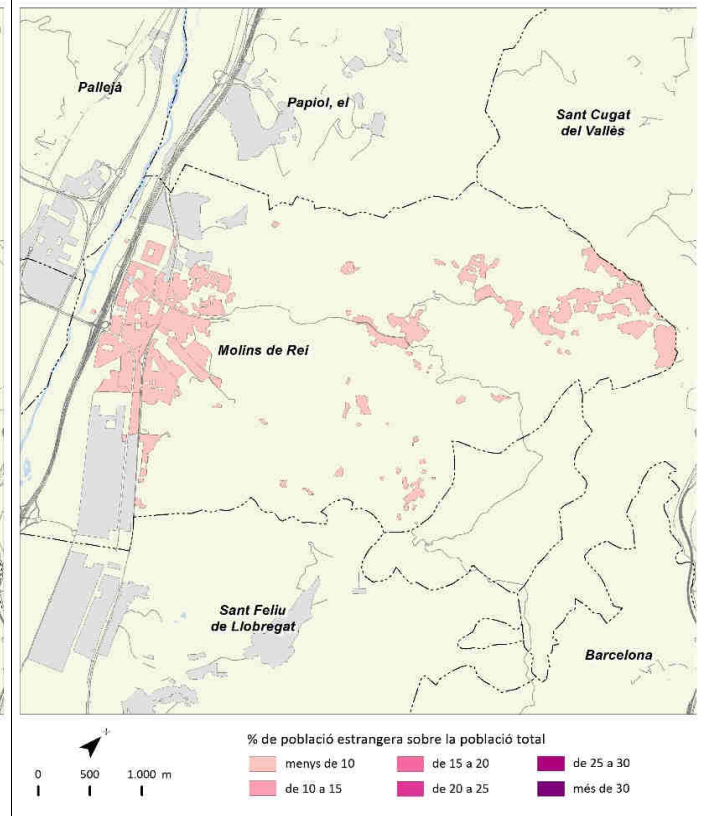 Pallejà
Papiol, el
Sant Cugat
del Vallès
Molins de Rei
Sant Feliu
de Llobregat
Barcelona
% de població estrangera sobre la població total
0 500 1.000 m
menys de 10
de 15 a 20
de 25 a 30
de 10 a 15
de 20 a 25
més de 30